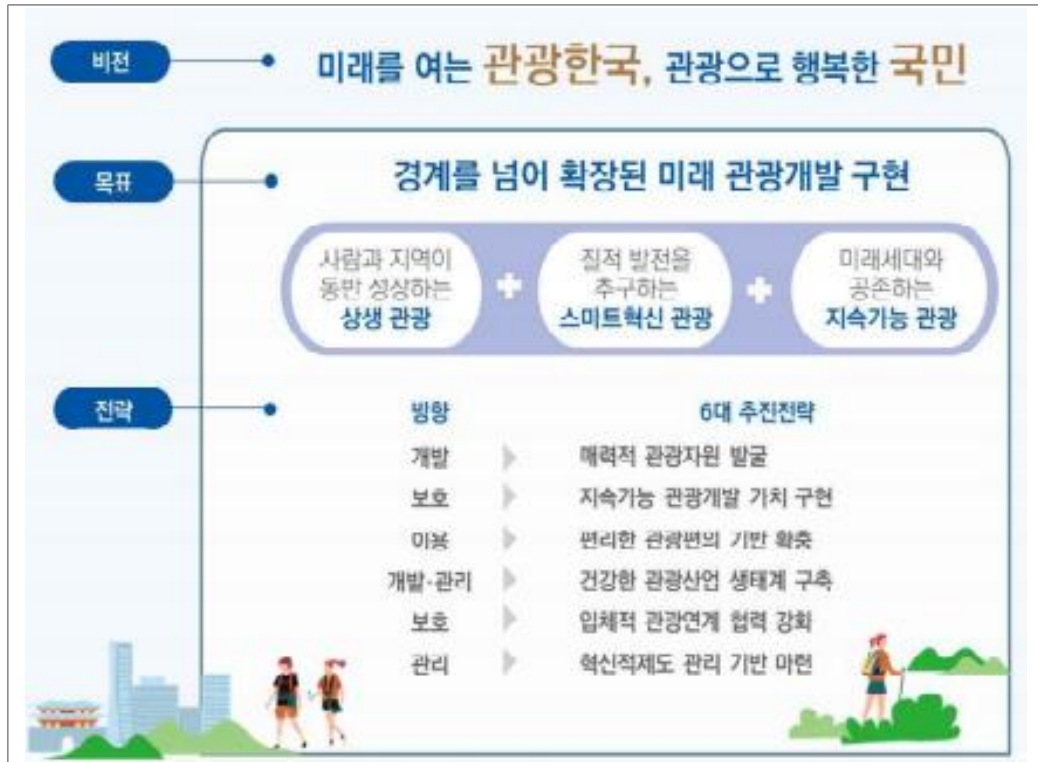 비전
미래를 여는 관광한국, 관광으로 행복한 국민
목표
경계를 넘어 확장된 미래 관광개발 구현
사람과 지역이
동반 성장하는
상생 관광
질적 발전을
추구하는
스마트혁신 관광
미래세대와
공존하는
지속가능 관광
전략
방향 6대 추진전략
개발 매력적 관광자원 발굴
보호 지속가능 관광개발 가치 구현
이용 편리한 관광편의 기반 확충
개발·관리 건강한 관광산업 생태계 구축
보호 입체적 관광연계 협력 강화
관리 혁신적제도 관리 기반 마련